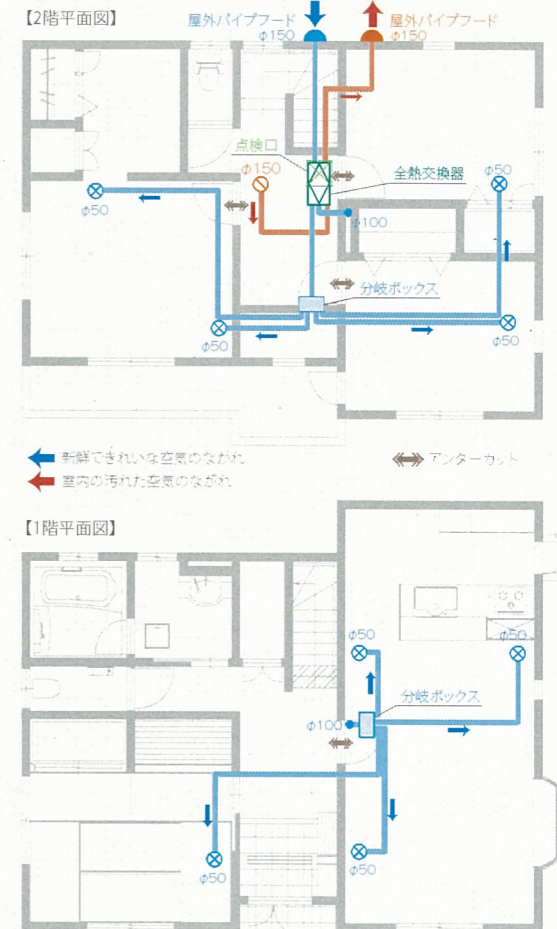 【2階平面図】
屋外パイプフード
φ150
屋外パイプフード
φ150
点検口
φ150
全熱交換器
φ50
φ50
φ100
分岐ボックス
φ50
φ50
新鮮できれいな空気のながれ
室内の汚れた空気のながれ
アンダーカット
【1階平面図】
φ50
φ50
分岐ボックス
φ100
φ50
φ50